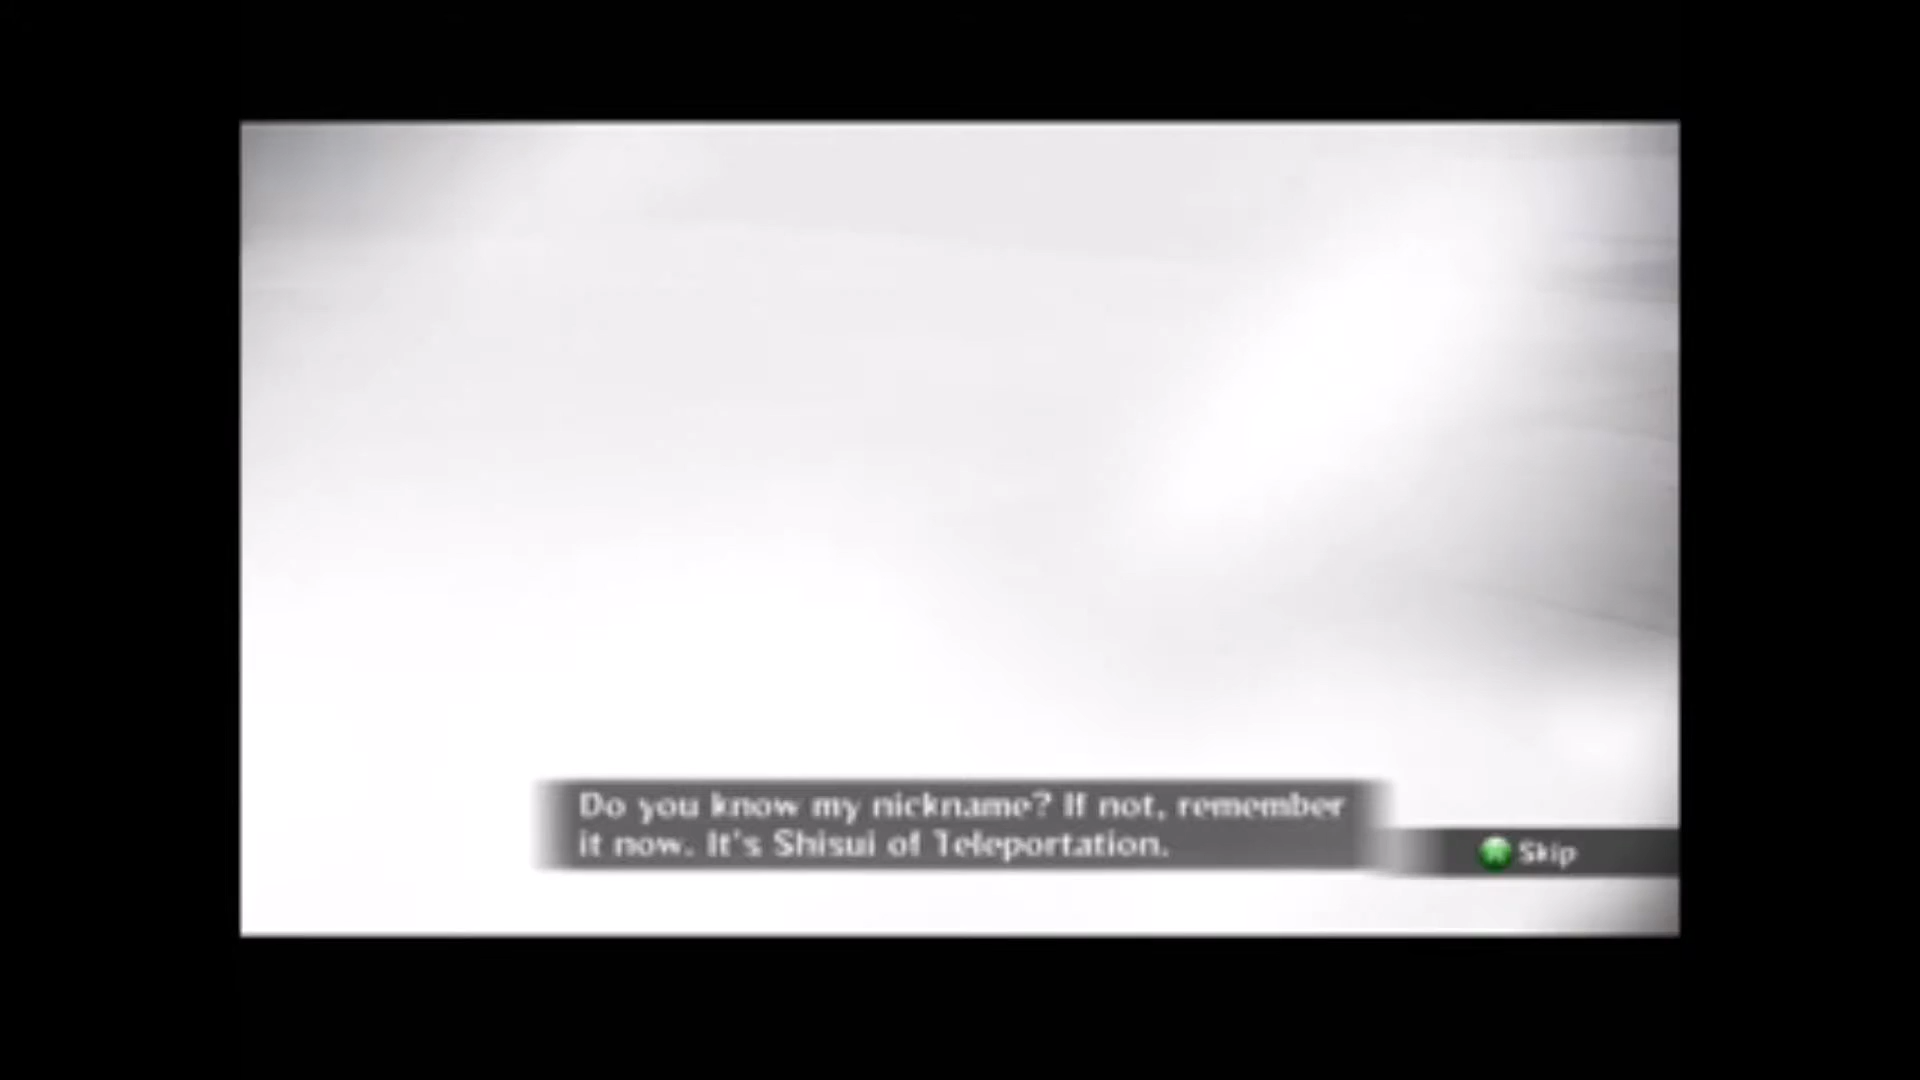 Do you know my nickname? If not, remember
it now. It's Shisui of Teleportation.
Skip